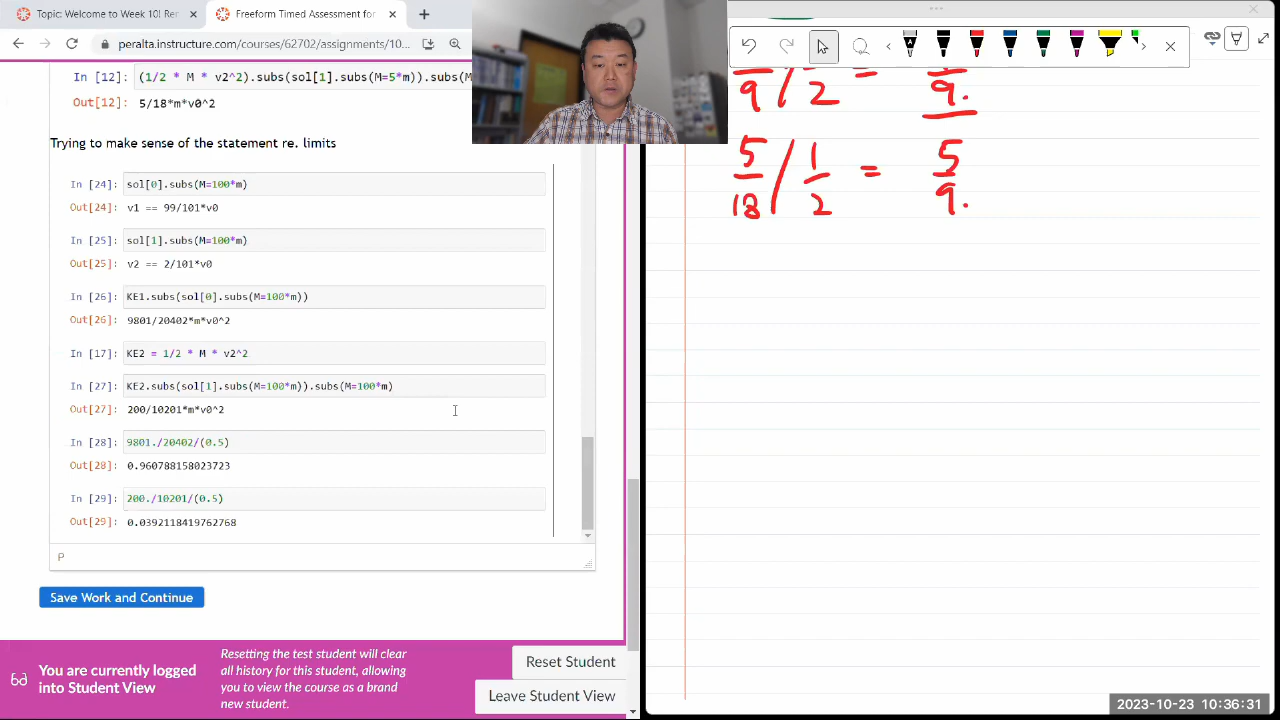 Topic: Welcome to Week 10! Re
Freeform Timed Assessment for
peralta.instructure.com/courses/62102/assignments/10...
In [12]: (1/2 * M * v2^2).subs(sol[1].subs(M=5*m)).subs(M
Out[12]: 5/18*m*v0^2
Trying to make sense of the statement re. limits
In [24]: sol[0].subs(M=100*m)
Out[24]: v1 == 99/101*v0
In [25]: sol[1].subs(M=100*m)
Out[25]: v2 == 2/101*v0
In [26]: KE1.subs(sol[0].subs(M=100*m))
Out[26]: 9801/20402*m*v0^2
In [17]: KE2 = 1/2 * M * v2^2
In [27]: KE2.subs(sol[1].subs(M=100*m)).subs(M=100*m)
Out[27]: 200/10201*m*v0^2
In [28]: 9801./20402/(0.5)
Out[28]: 0.960788158023723
In [29]: 200./10201/(0.5)
Out[29]: 0.0392118419762768
P
Save Work and Continue
You are currently logged into Student View
Resetting the test student will clear
all history for this student, allowing
you to view the course as a brand
new student.
Reset Student
Leave Student View
9 / 2 = 9.
5/18 / 1/2 = 5/9.
2023-10-23 10:36:31